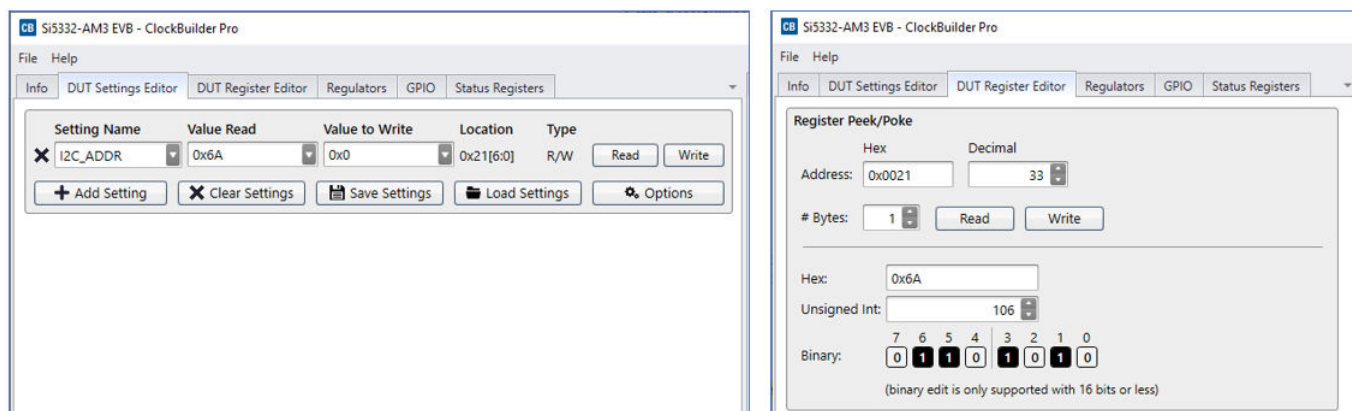 CB Si5332-AM3 EVB - ClockBuilder Pro
File Help
Info DUT Settings Editor DUT Register Editor Regulators GPIO Status Registers
Setting Name Value Read Value to Write Location Type
I2C_ADDR 0x6A 0x0 0x21[6:0] R/W Read Write
Add Setting Clear Settings Save Settings Load Settings Options
CB Si5332-AM3 EVB - ClockBuilder Pro
File Help
Info DUT Settings Editor DUT Register Editor Regulators GPIO Status Registers
Register Peek/Poke
Hex Decimal
Address: 0x0021 33
# Bytes: 1 Read Write
Hex: 0x6A
Unsigned Int: 106
7 6 5 4 3 2 1 0
Binary: 0 1 1 0 1 0 1 0
(binary edit is only supported with 16 bits or less)